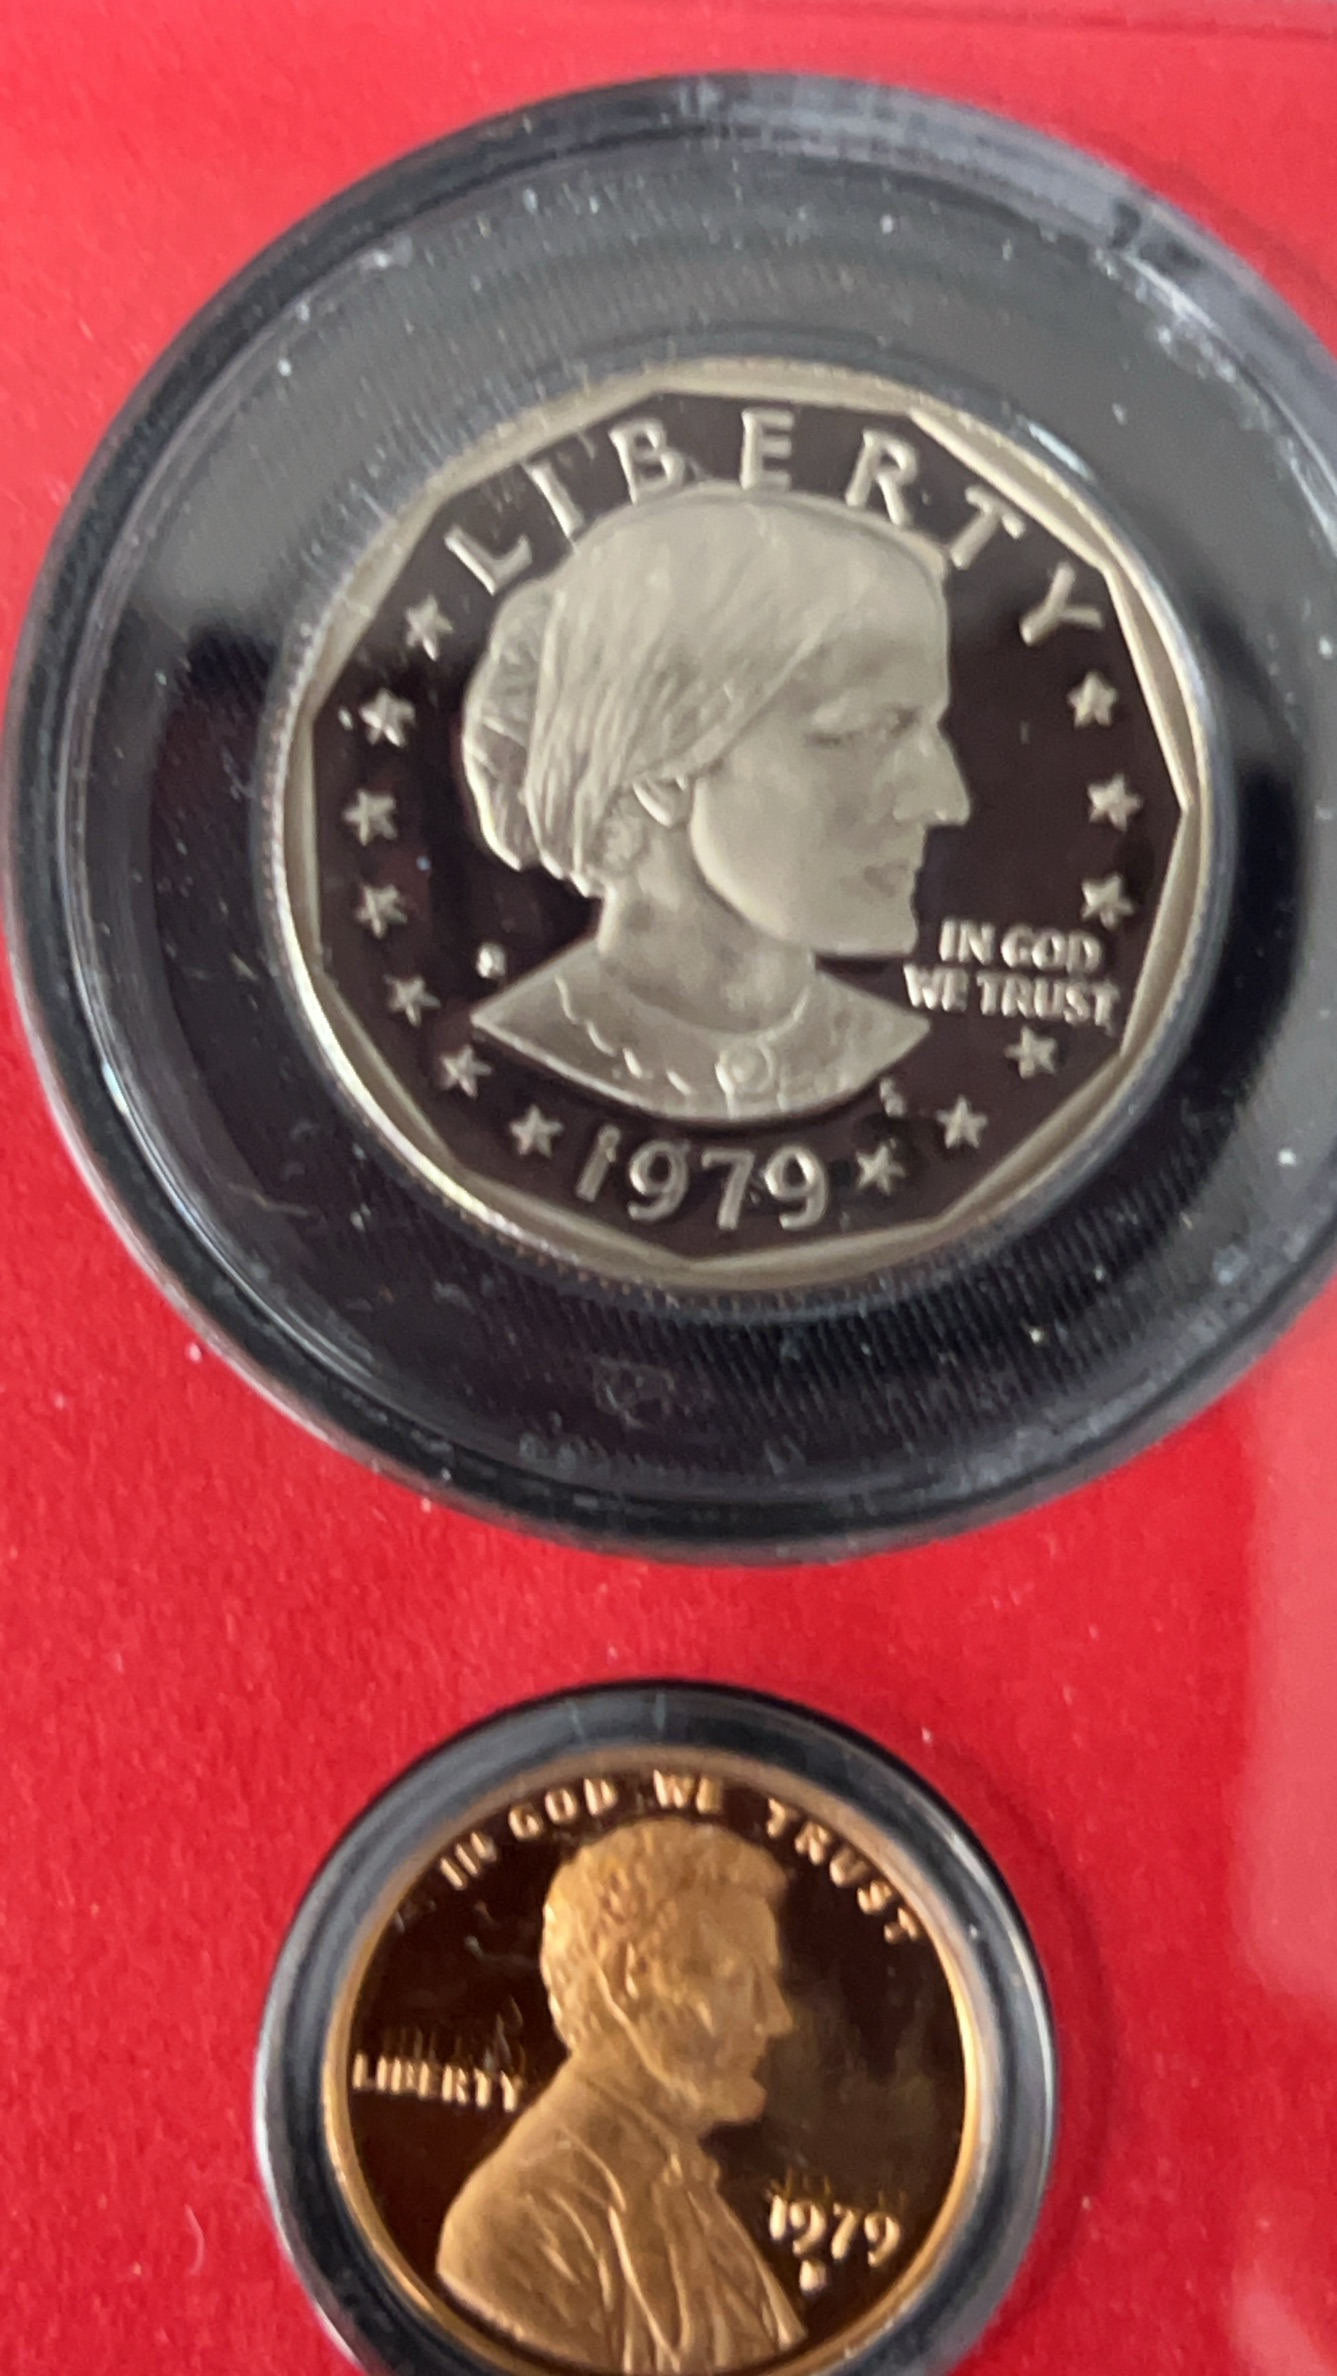 LIBERTY
IN GOD
WE TRUST
1979
IN GOD WE TRUST
LIBERTY
1979